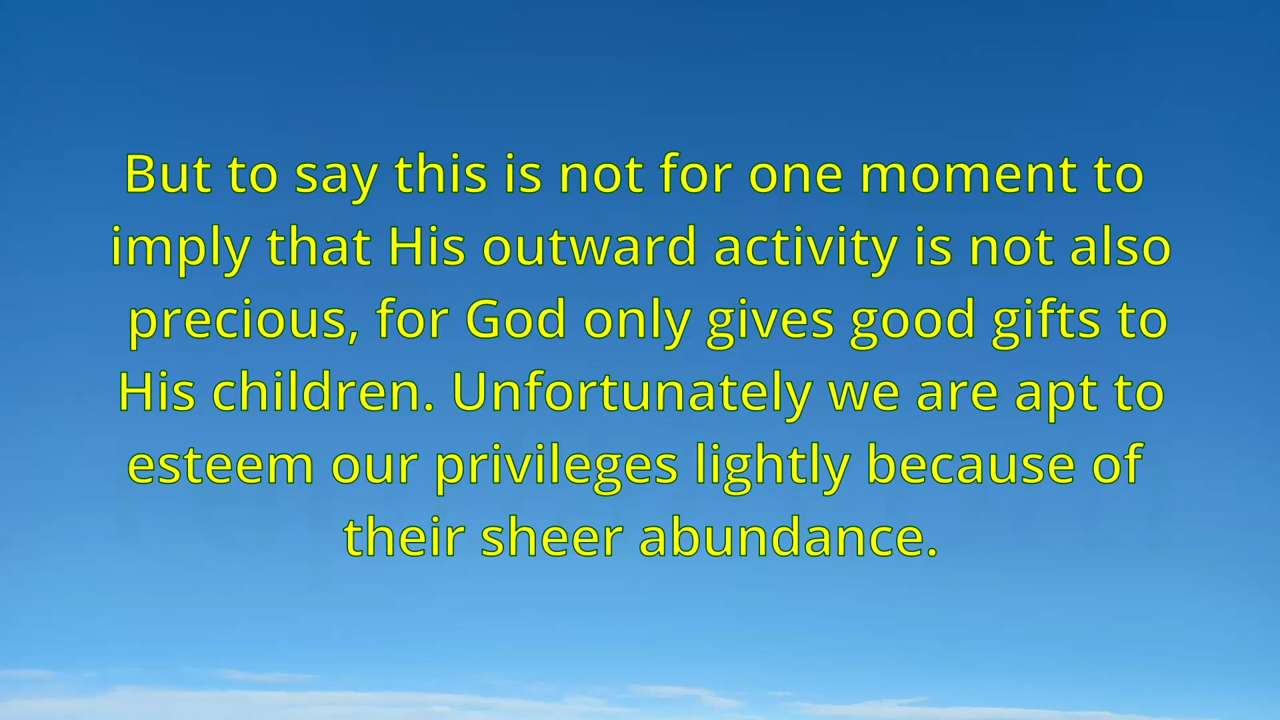 But to say this is not for one moment to
imply that His outward activity is not also
precious, for God only gives good gifts to
His children. Unfortunately we are apt to
esteem our privileges lightly because of
their sheer abundance.